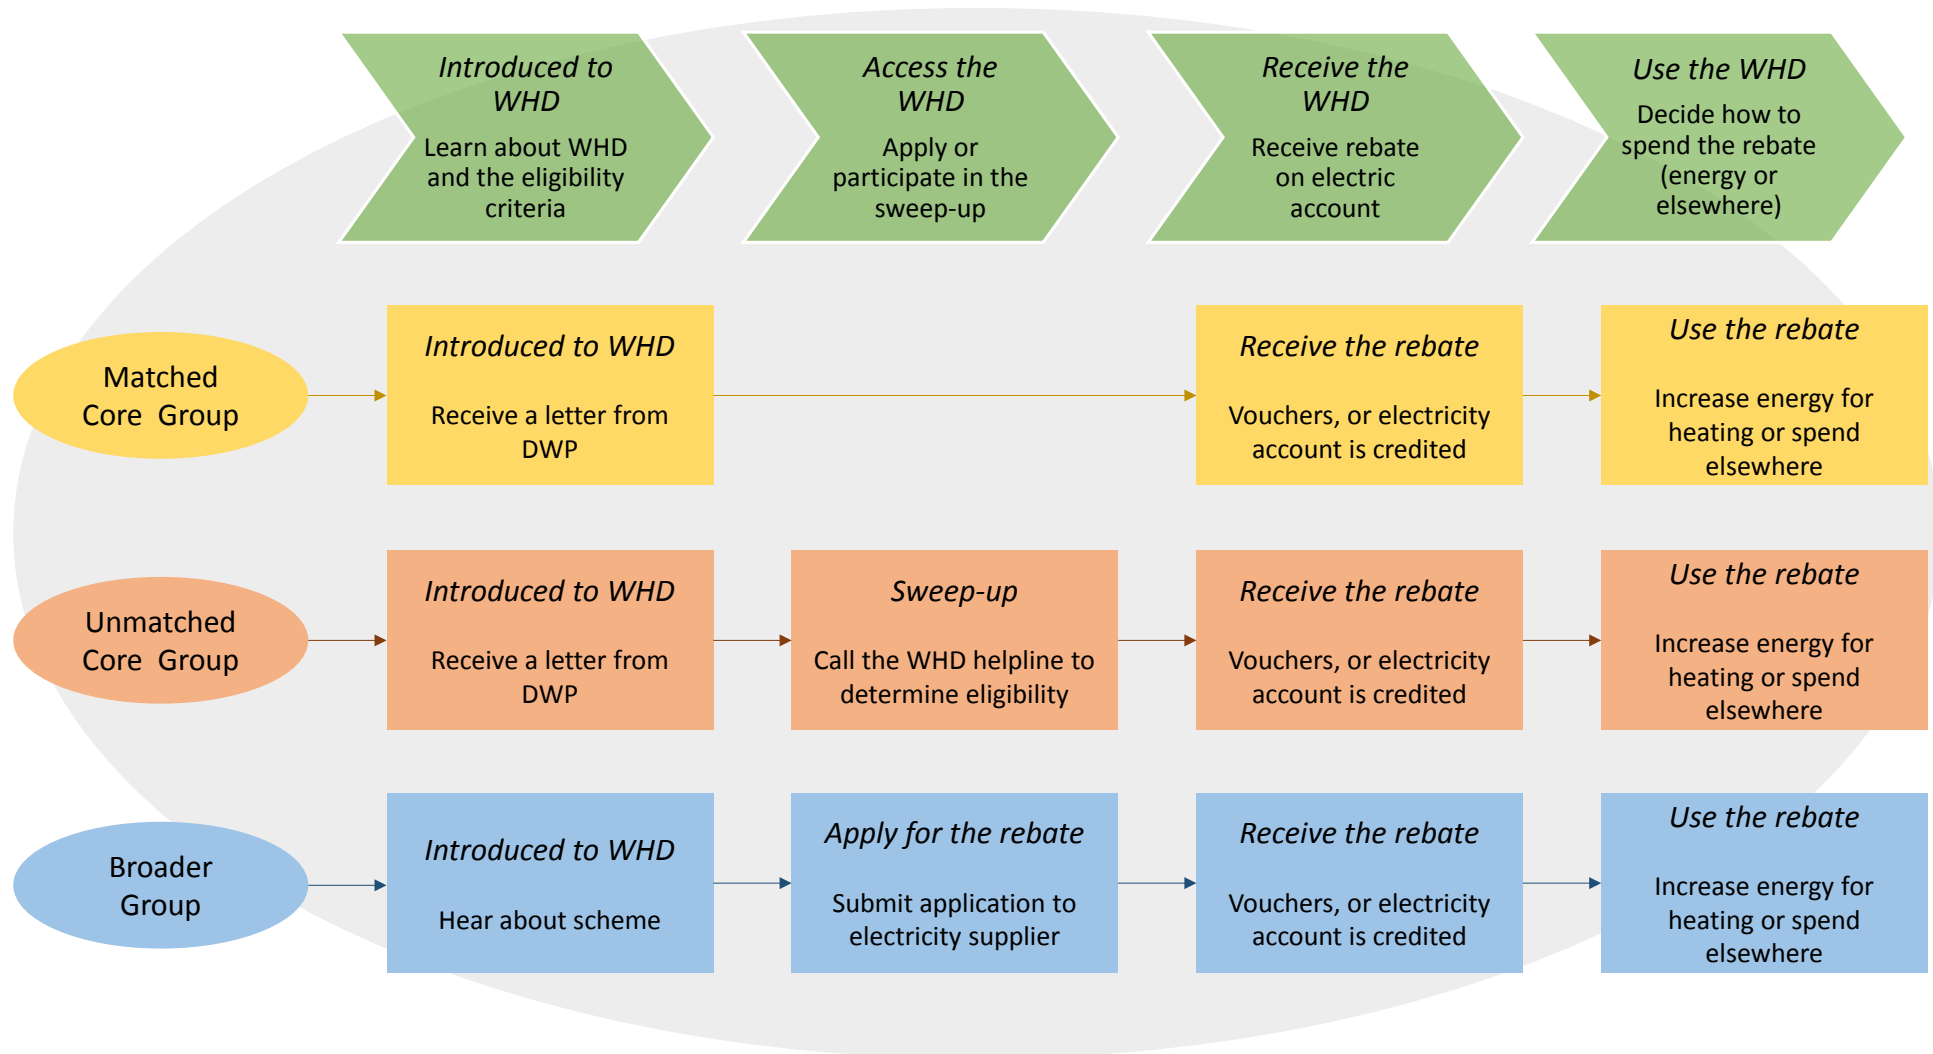 Introduced to
WHD
Learn about WHD
and the eligibility
criteria
Access the
WHD
Apply or
participate in the
sweep-up
Receive the
WHD
Receive rebate
on electric
account
Use the WHD
Decide how to
spend the rebate
(energy or
elsewhere)
Matched
Core Group
Introduced to WHD
Receive a letter from
DWP
Receive the rebate
Vouchers, or electricity
account is credited
Use the rebate
Increase energy for
heating or spend
elsewhere
Unmatched
Core Group
Introduced to WHD
Receive a letter from
DWP
Sweep-up
Call the WHD helpline to
determine eligibility
Receive the rebate
Vouchers, or electricity
account is credited
Use the rebate
Increase energy for
heating or spend
elsewhere
Broader
Group
Introduced to WHD
Hear about scheme
Apply for the rebate
Submit application to
electricity supplier
Receive the rebate
Vouchers, or electricity
account is credited
Use the rebate
Increase energy for
heating or spend
elsewhere